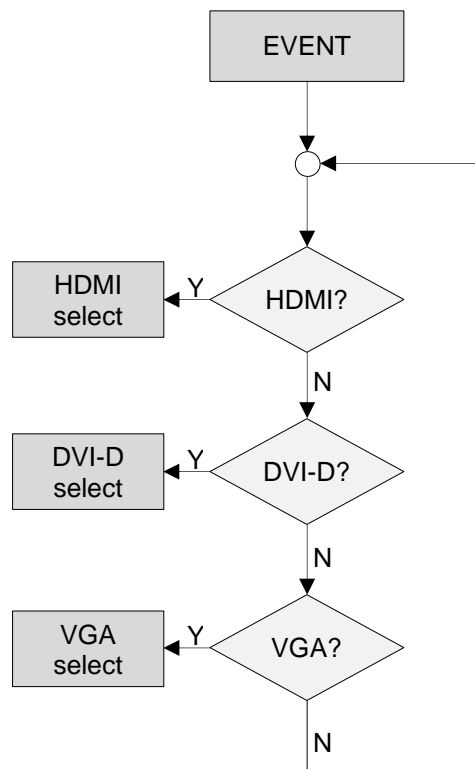 EVENT
HDMI
select
Y
HDMI?
N
DVI-D
select
Y
DVI-D?
N
VGA
select
Y
VGA?
N